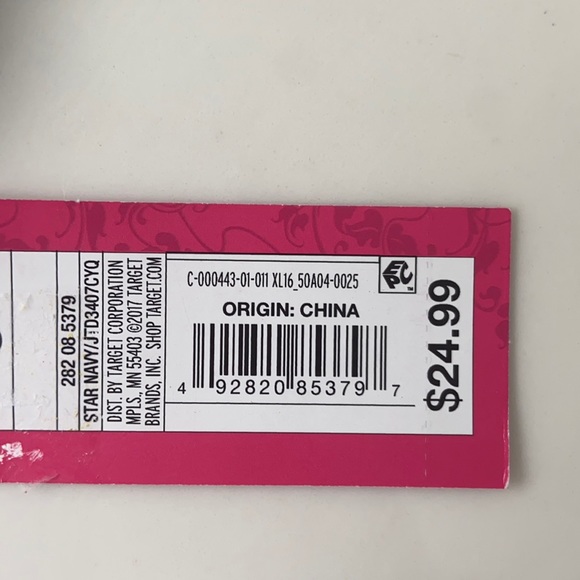 C-000443-01-011 XL16_50A04-0025
EPC
ORIGIN: CHINA
4 92820 85379 7
$24.99
282 08 5379
STAR NAVY/JTD3407CYQ
DIST. BY TARGET CORPORATION
MPLS, MN 55403 ©2017 TARGET
BRANDS, INC. SHOP TARGET.COM